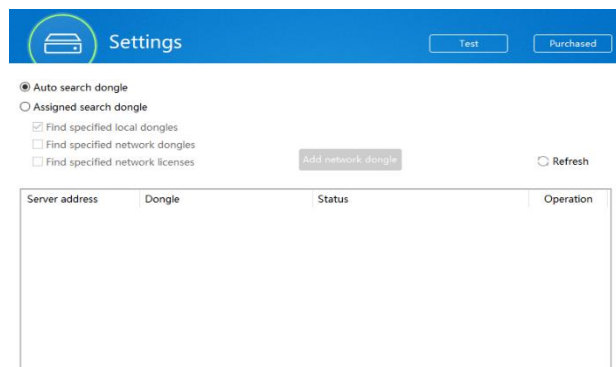 Settings
Test
Purchased
Auto search dongle
Assigned search dongle
Find specified local dongles
Find specified network dongles
Find specified network licenses
Add network dongle
Refresh
Server address Dongle Status Operation